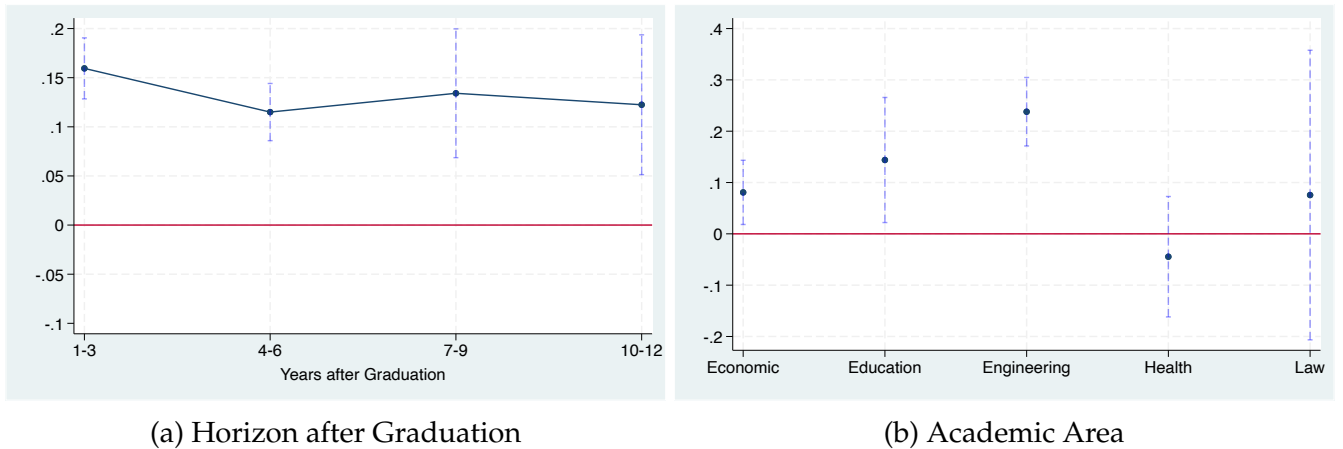 .2
.15
.1
.05
0
-.05
-.1
1-3 4-6 7-9 10-12
Years after Graduation
(a) Horizon after Graduation
.4
.3
.2
.1
0
-.1
-.2
Economic Education Engineering Health Law
(b) Academic Area